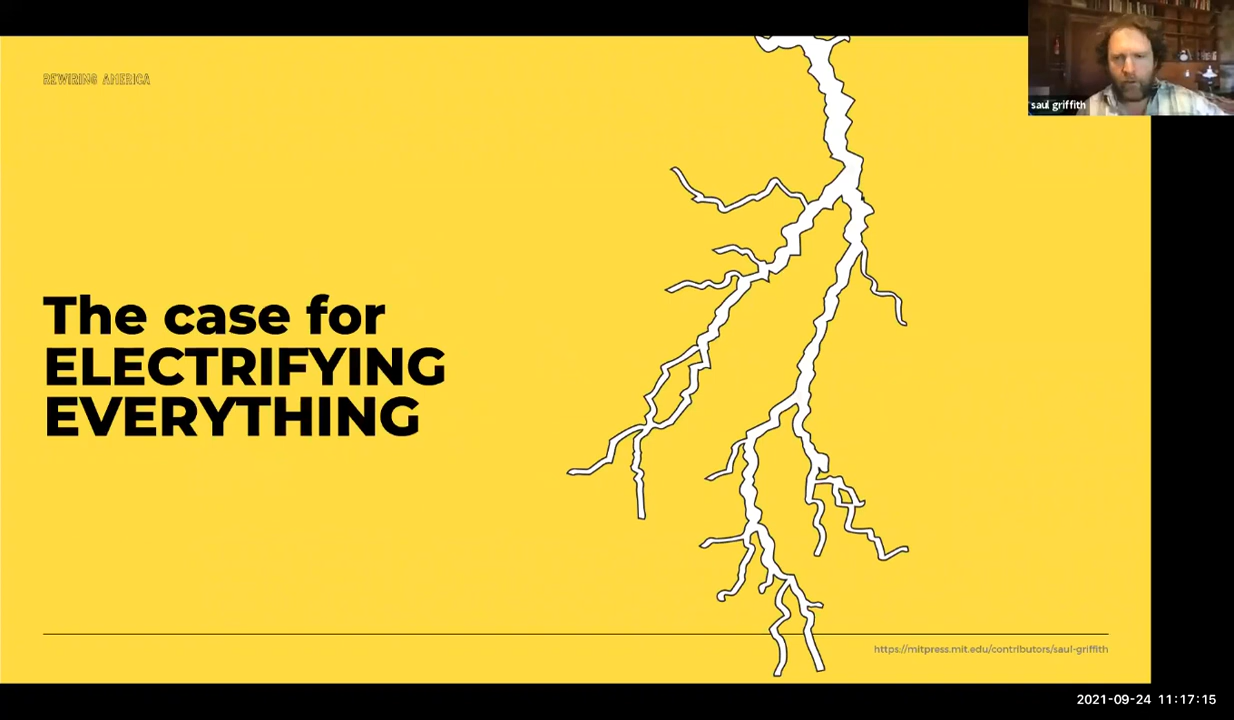 REWIRING AMERICA
saul griffith
The case for
ELECTRIFYING
EVERYTHING
https://mitpress.mit.edu/contributors/saul-griffith
2021-09-24 11:17:15